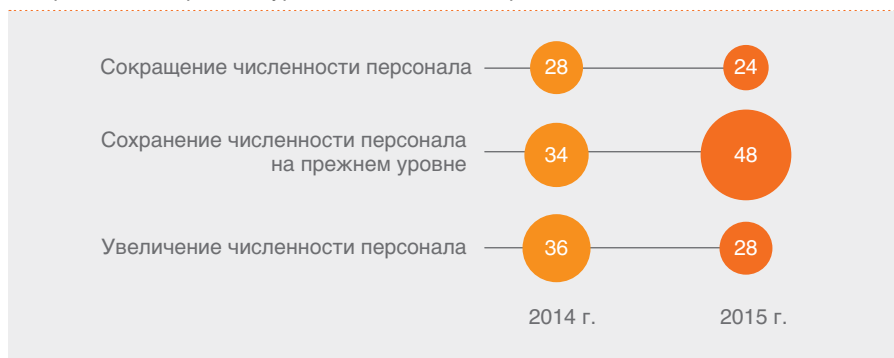 Сокращение численности персонала 28 24
Сохранение численности персонала
на прежнем уровне 34 48
Увеличение численности персонала 36 28
2014 г. 2015 г.